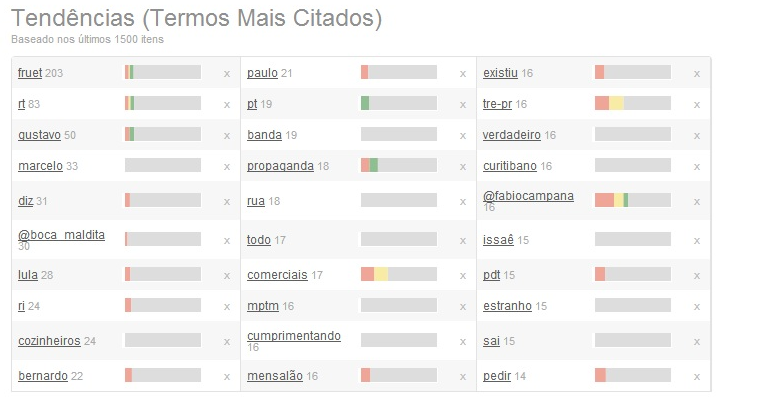 Tendências (Termos Mais Citados)
Baseado nos últimos 1500 itens
fruet 203 x
rt 83 x
gustavo 50 x
marcelo 33 x
diz 31 x
@boca_maldita x
30
lula 28 x
ri 24 x
cozinheiros 24 x
bernardo 22 x
paulo 21 x
pt 19 x
banda 19 x
propaganda 18 x
rua 18 x
todo 17 x
comerciais 17 x
mptm 16 x
cumprimentando x
16
mensalão 16 x
existiu 16 x
tre-pr 16 x
verdadeiro 16 x
curitibano 16 x
@fabiocampana x
16
issaê 15 x
pdt 15 x
estranho 15 x
sai 15 x
pedir 14 x